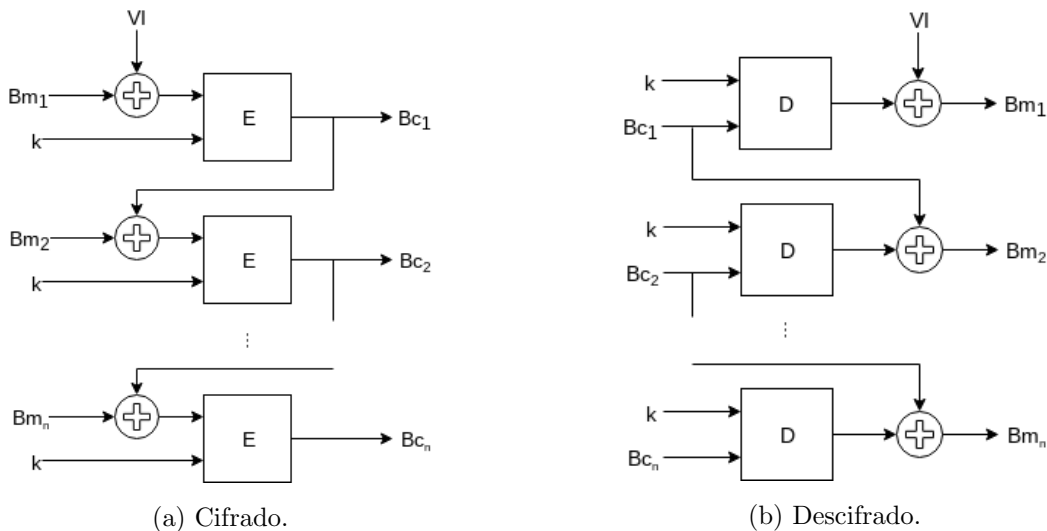 VI
Bm1
E
Bc1
k
Bm2
E
Bc2
k
⋮
Bmn
E
Bcn
k
(a) Cifrado.
VI
k
D
Bm1
Bc1
k
D
Bm2
Bc2
⋮
k
D
Bmn
Bcn
(b) Descifrado.